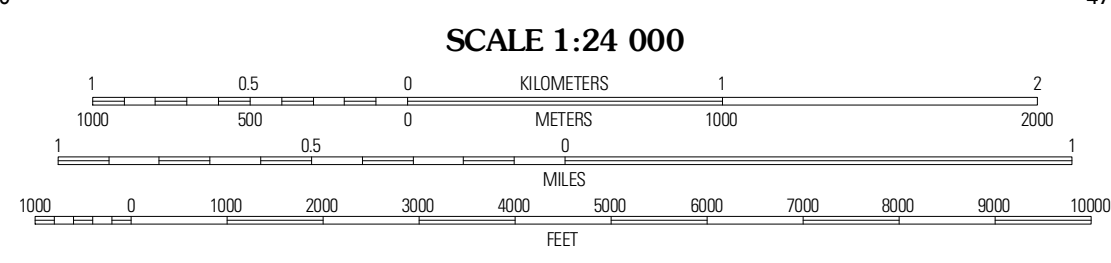 SCALE 1:24 000
1 0.5 0 KILOMETERS 1 2
1000 500 0 METERS 1000 2000
1 0.5 0 1
MILES
1000 0 1000 2000 3000 4000 5000 6000 7000 8000 9000 10000
FEET